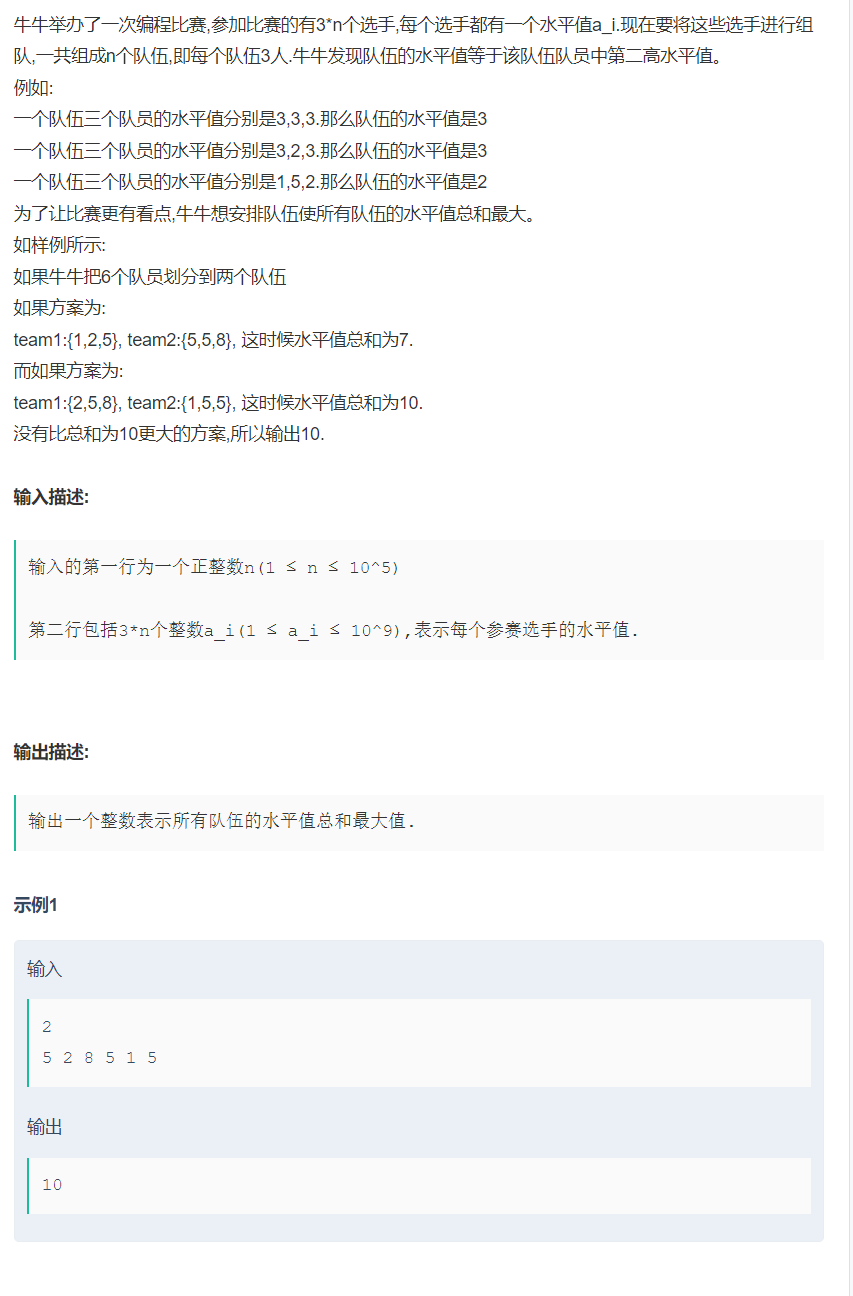 牛牛举办了一次编程比赛,参加比赛的有3*n个选手,每个选手都有一个水平值a_i.现在要将这些选手进行组
队,一共组成n个队伍,即每个队伍3人.牛牛发现队伍的水平值等于该队伍队员中第二高水平值。
例如:
一个队伍三个队员的水平值分别是3,3,3.那么队伍的水平值是3
一个队伍三个队员的水平值分别是3,2,3.那么队伍的水平值是3
一个队伍三个队员的水平值分别是1,5,2.那么队伍的水平值是2
为了让比赛更有看点,牛牛想安排队伍使所有队伍的水平值总和最大。
如样例所示:
如果牛牛把6个队员划分到两个队伍
如果方案为:
team1:{1,2,5}, team2:{5,5,8}, 这时候水平值总和为7.
而如果方案为:
team1:{2,5,8}, team2:{1,5,5}, 这时候水平值总和为10.
没有比总和为10更大的方案,所以输出10.
输入描述:
输入的第一行为一个正整数n(1 ≤ n ≤ 10^5)
第二行包括3*n个整数a_i(1 ≤ a_i ≤ 10^9),表示每个参赛选手的水平值.
输出描述:
输出一个整数表示所有队伍的水平值总和最大值.
示例1
输入
2
5 2 8 5 1 5
输出
10